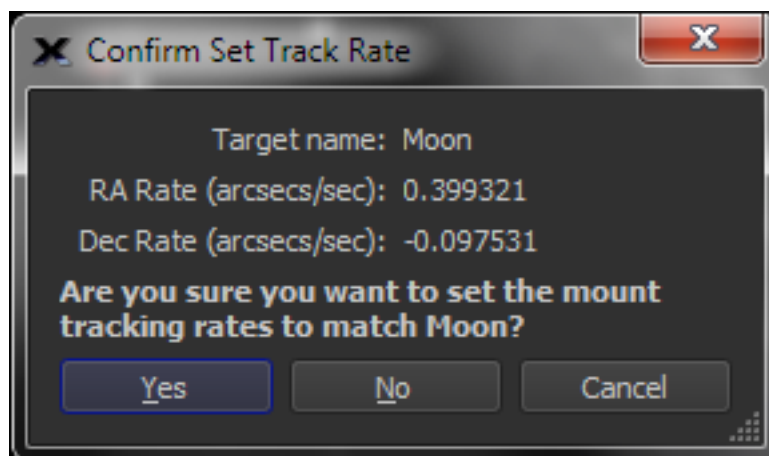 Confirm Set Track Rate
Target name: Moon
RA Rate (arcsecs/sec): 0.399321
Dec Rate (arcsecs/sec): -0.097531
Are you sure you want to set the mount
tracking rates to match Moon?
Yes No Cancel